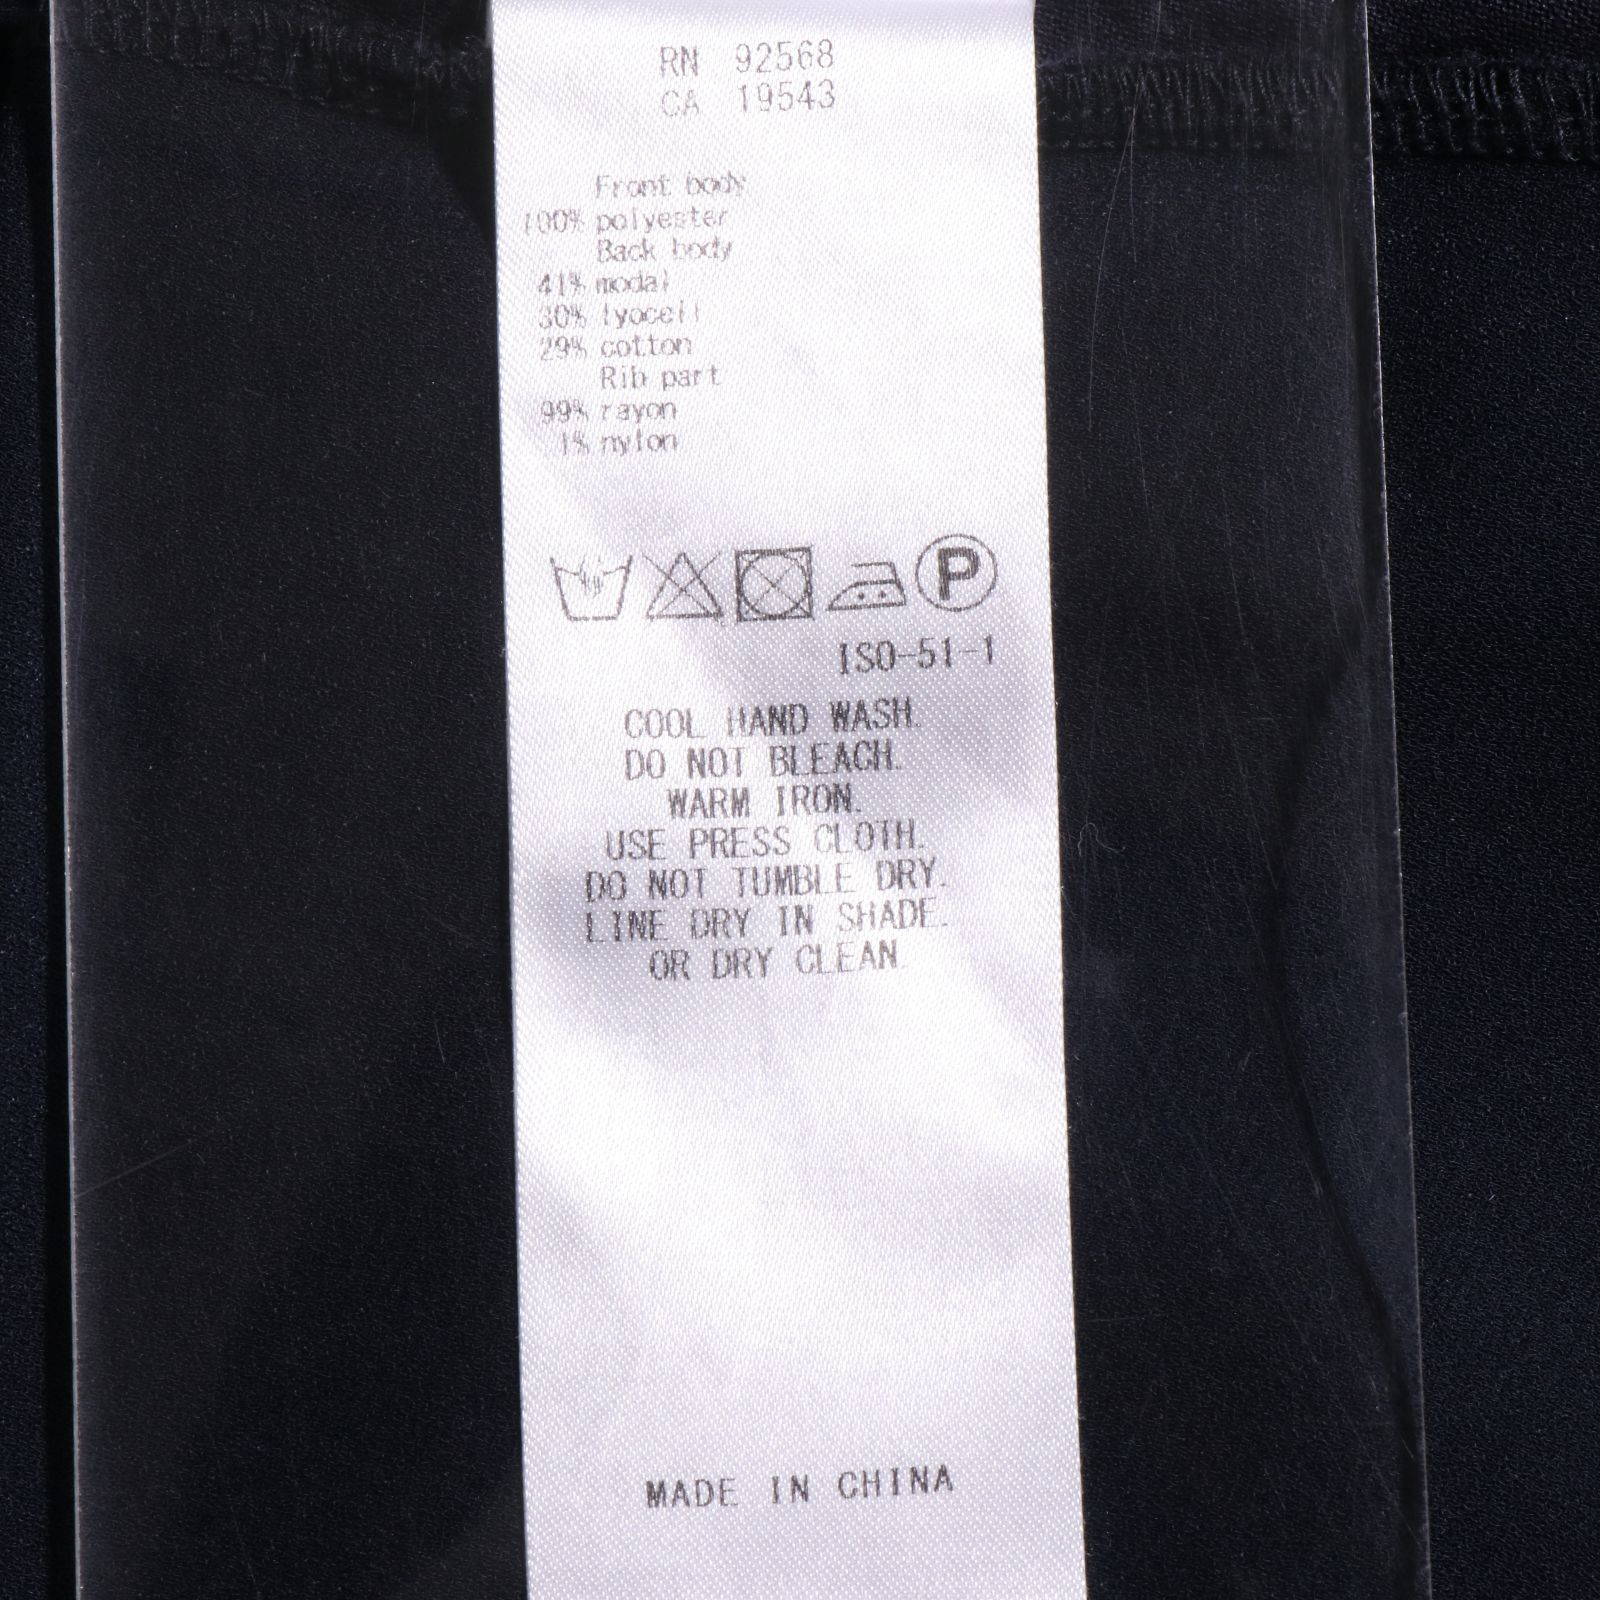 RN 92568
CA 19543
Front body
100% polyester
Back body
41% modal
30% lyocell
29% cotton
Rib part
99% rayon
1% nylon
P
ISO-51-1
COOL HAND WASH.
DO NOT BLEACH.
WARM IRON.
USE PRESS CLOTH.
DO NOT TUMBLE DRY.
LINE DRY IN SHADE.
OR DRY CLEAN.
MADE IN CHINA